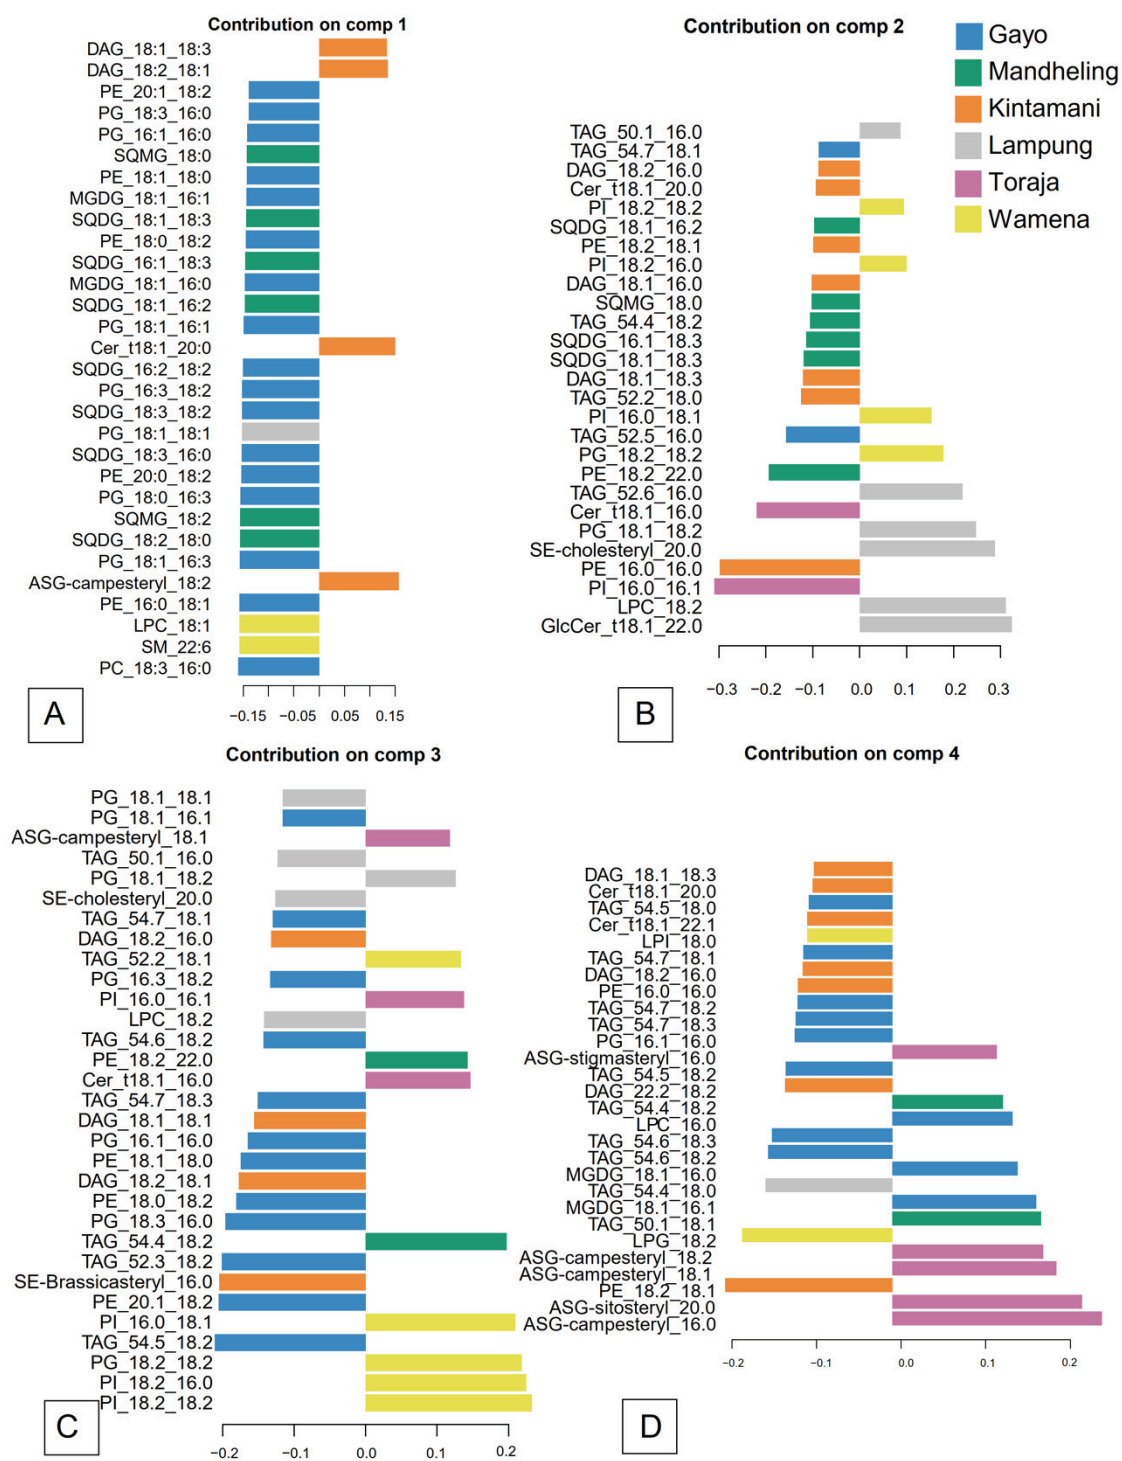 Contribution on comp 1
DAG_18:1_18:3
DAG_18:2_18:1
PE_20:1_18:2
PG_18:3_16:0
PG_16:1_16:0
SQMG_18:0
PE_18:1_18:0
MGDG_18:1_16:1
SQDG_18:1_18:3
PE_18:0_18:2
SQDG_16:1_18:3
MGDG_18:1_16:0
SQDG_18:1_16:2
PG_18:1_16:1
Cer_t18:1_20:0
SQDG_16:2_18:2
PG_16:3_18:2
SQDG_18:3_18:2
PG_18:1_18:1
SQDG_18:3_16:0
PE_20:0_18:2
PG_18:0_16:3
SQMG_18:2
SQDG_18:2_18:0
PG_18:1_16:3
ASG-campesteryl_18:2
PE_16:0_18:1
LPC_18:1
SM_22:6
PC_18:3_16:0
−0.15 −0.05 0.05 0.15
A
Contribution on comp 2
TAG_50.1_16.0
TAG_54.7_18.1
DAG_18.2_16.0
Cer_t18.1_20.0
PI_18.2_18.2
SQDG_18.1_16.2
PE_18.2_18.1
PI_18.2_16.0
DAG_18.1_16.0
SQMG_18.0
TAG_54.4_18.2
SQDG_16.1_18.3
SQDG_18.1_18.3
DAG_18.1_18.3
TAG_52.2_18.0
PI_16.0_18.1
TAG_52.5_16.0
PG_18.2_18.2
PE_18.2_22.0
TAG_52.6_16.0
Cer_t18.1_16.0
PG_18.1_18.2
SE-cholesteryl_20.0
PE_16.0_16.0
PI_16.0_16.1
LPC_18.2
GlcCer_t18.1_22.0
−0.3 −0.2 −0.1 0.0 0.1 0.2 0.3
B
Gayo
Mandheling
Kintamani
Lampung
Toraja
Wamena
Contribution on comp 3
PG_18.1_18.1
PG_18.1_16.1
ASG-campesteryl_18.1
TAG_50.1_16.0
PG_18.1_18.2
SE-cholesteryl_20.0
TAG_54.7_18.1
DAG_18.2_16.0
TAG_52.2_18.1
PG_16.3_18.2
PI_16.0_16.1
LPC_18.2
TAG_54.6_18.2
PE_18.2_22.0
Cer_t18.1_16.0
TAG_54.7_18.3
DAG_18.1_18.1
PG_16.1_16.0
PE_18.1_18.0
DAG_18.2_18.1
PE_18.0_18.2
PG_18.3_16.0
TAG_54.4_18.2
TAG_52.3_18.2
SE-Brassicasteryl_16.0
PE_20.1_18.2
PI_16.0_18.1
TAG_54.5_18.2
PG_18.2_18.2
PI_18.2_16.0
PI_18.2_18.2
−0.2 −0.1 0.0 0.1 0.2
C
Contribution on comp 4
DAG_18.1_18.3
Cer_t18.1_20.0
TAG_54.5_18.0
Cer_t18.1_22.1
LPI_18.0
TAG_54.7_18.1
DAG_18.2_16.0
PE_16.0_16.0
TAG_54.7_18.2
TAG_54.7_18.3
PG_16.1_16.0
ASG-stigmasteryl_16.0
TAG_54.5_18.2
DAG_22.2_18.2
TAG_54.4_18.2
LPC_16.0
TAG_54.6_18.3
TAG_54.6_18.2
MGDG_18.1_16.0
TAG_54.4_18.0
MGDG_18.1_16.1
TAG_50.1_18.1
LPG_18.2
ASG-campesteryl_18.2
ASG-campesteryl_18.1
PE_18.2_18.1
ASG-sitosteryl_20.0
ASG-campesteryl_16.0
−0.2 −0.1 0.0 0.1 0.2
D